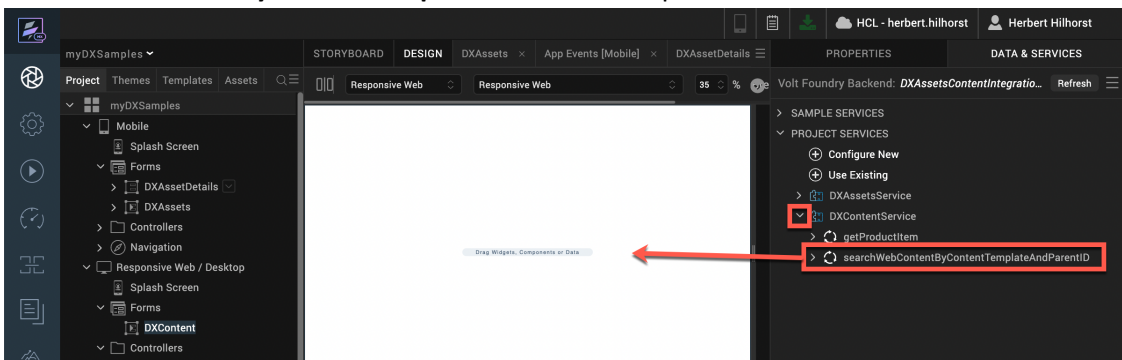 HCL - herbert.hilhorst
Herbert Hilhorst
myDXSamples
STORYBOARD DESIGN DXAssets × App Events [Mobile] × DXAssetDetails
PROPERTIES DATA & SERVICES
Project Themes Templates Assets
Responsive Web
Responsive Web
35 %
Volt Foundry Backend: DXAssetsContentIntegratio... Refresh
myDXSamples
Mobile
Splash Screen
Forms
DXAssetDetails
DXAssets
Controllers
Navigation
Responsive Web / Desktop
Splash Screen
Forms
DXContent
Controllers
Drag Widgets, Components or Data
SAMPLE SERVICES
PROJECT SERVICES
Configure New
Use Existing
DXAssetsService
DXContentService
getProductItem
searchWebContentByContentTemplateAndParentID